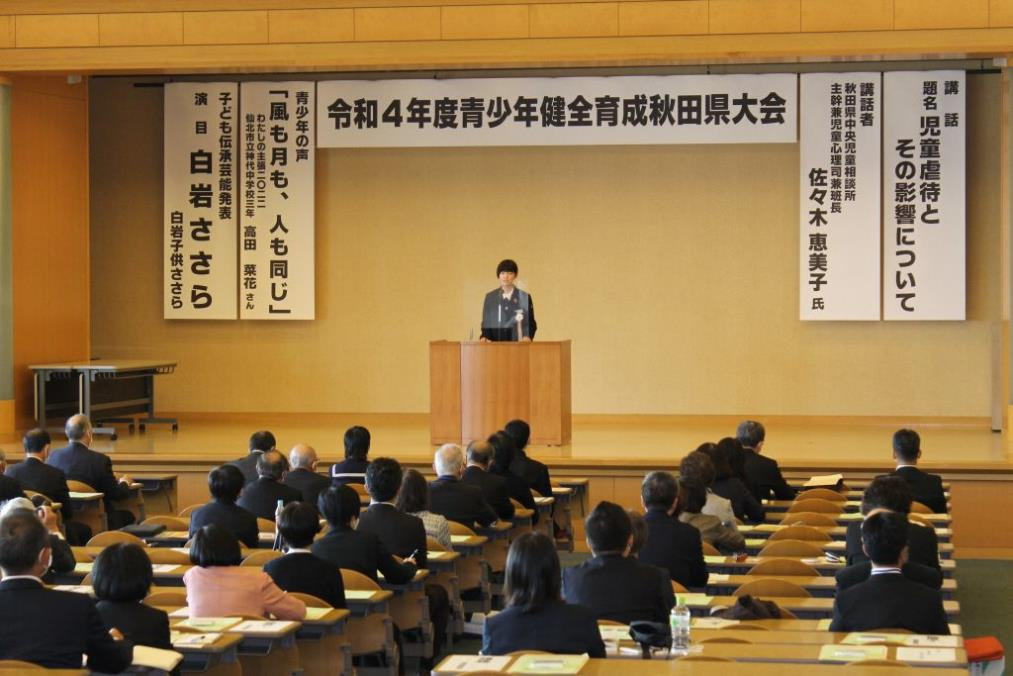 令和4年度青少年健全育成秋田県大会
講話
題名 児童虐待と
その影響について
講話者
秋田県中央児童相談所
主幹兼児童心理司兼班長
佐々木 恵美子 氏
青少年の声
「風も月も、人も同じ」
わたしの主張二〇二二
仙北市立神代中学校三年 高田 菜花 さん
子ども伝承芸能発表
演目 白岩ささら
白岩子供ささら